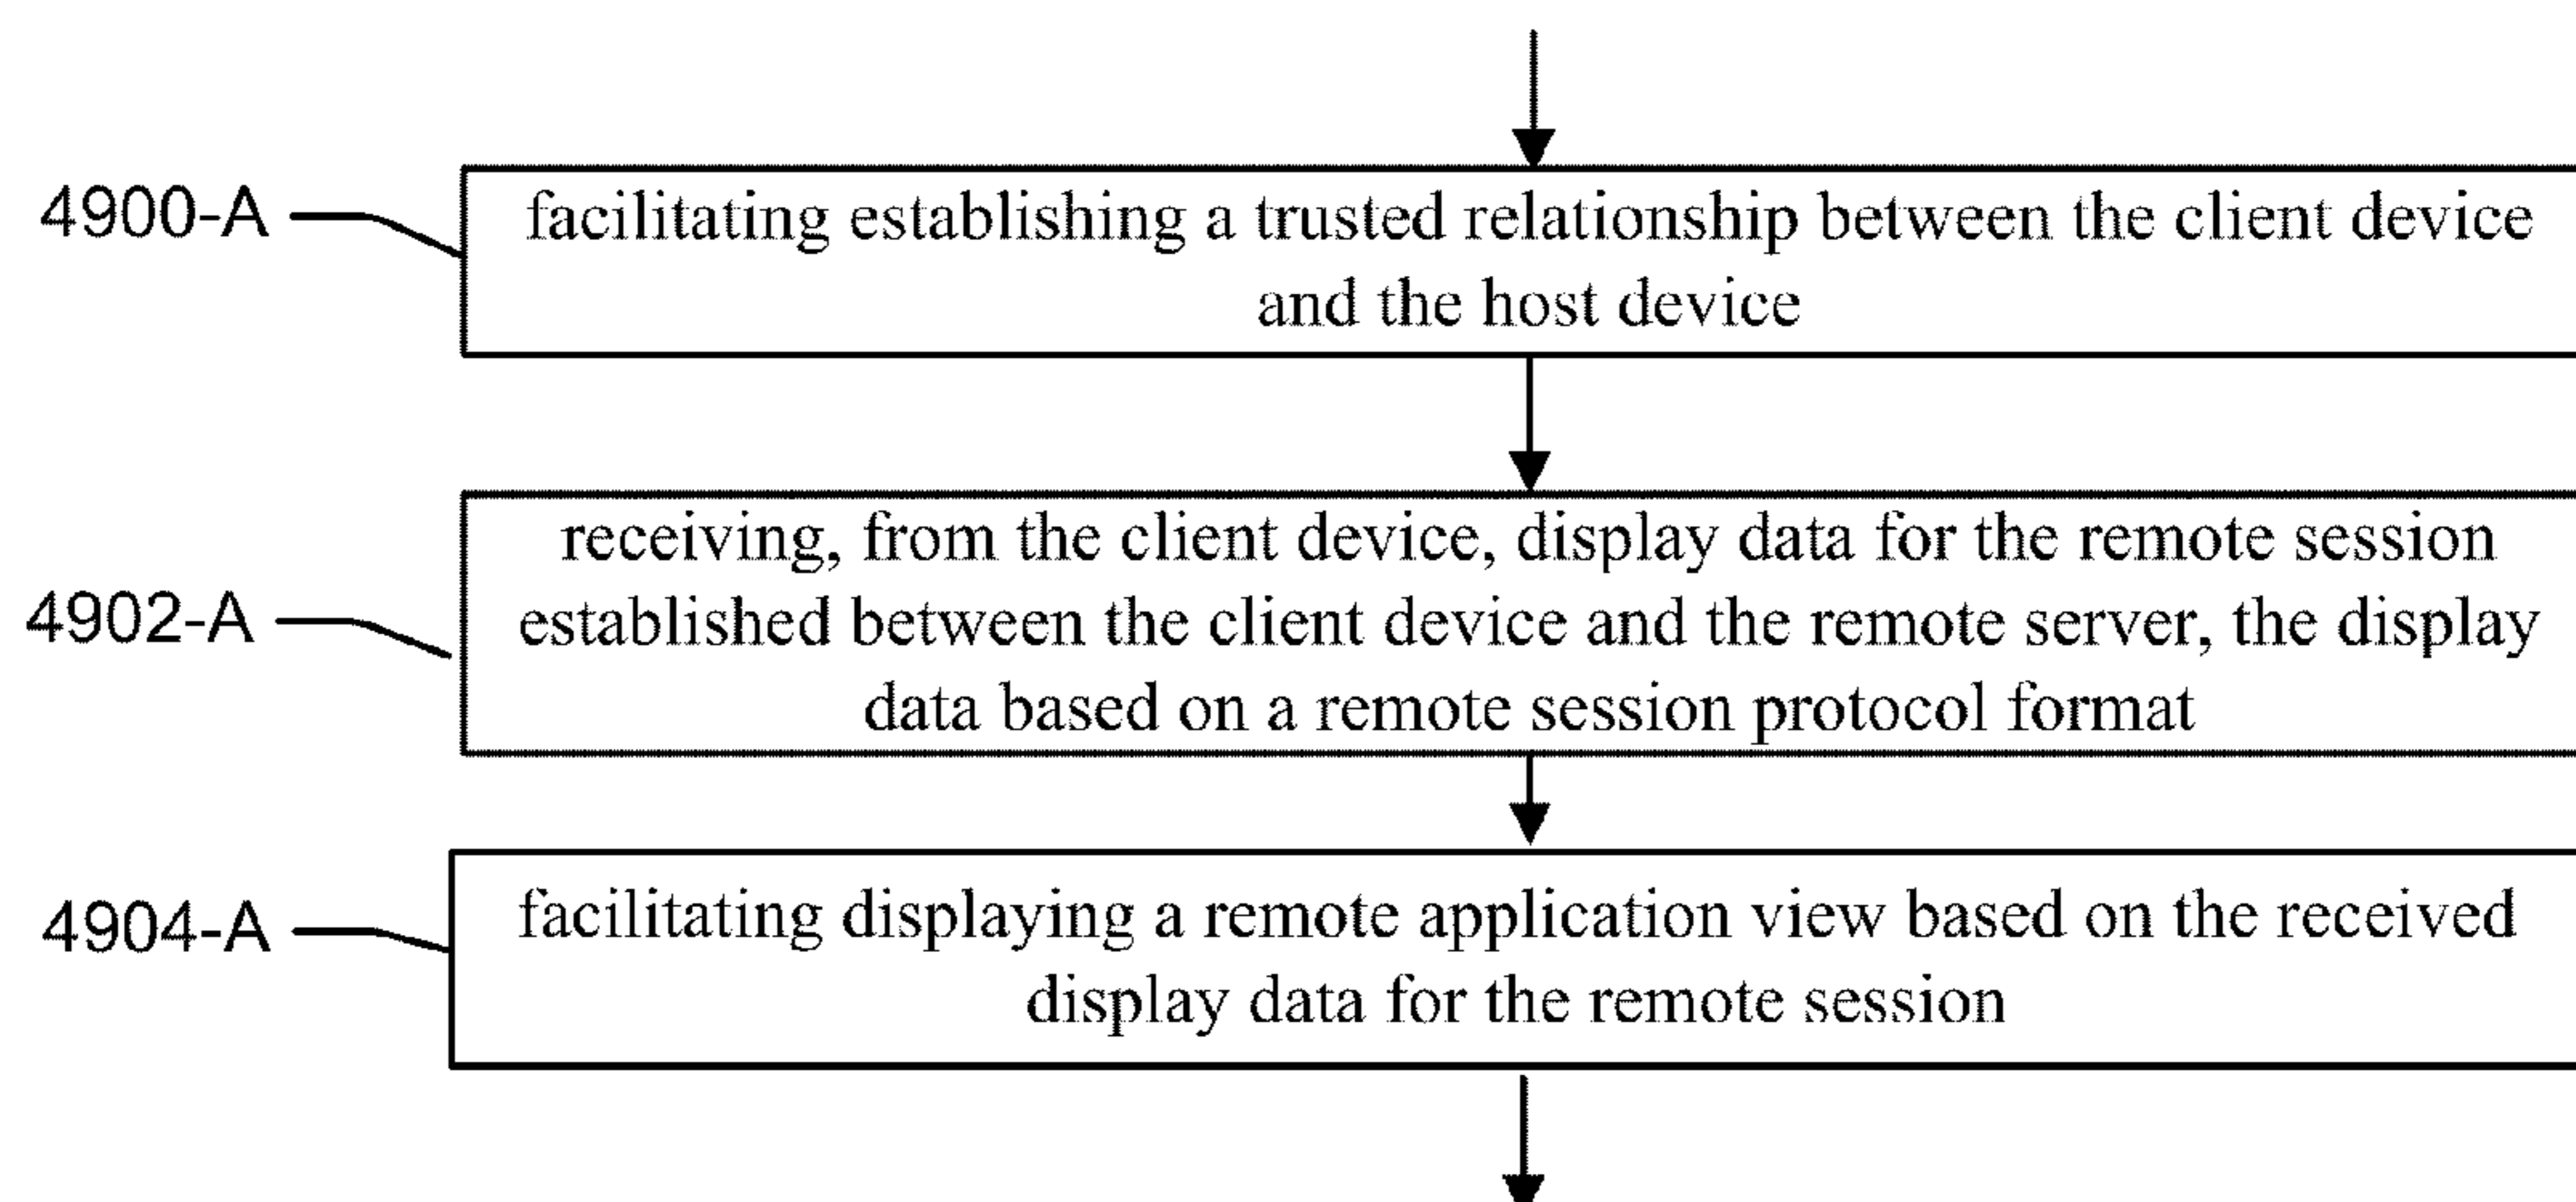 4900-A
facilitating establishing a trusted relationship between the client device
and the host device
receiving, from the client device, display data for the remote session
4902-A
established between the client device and the remote server, the display
data based on a remote session protocol format
4904-A
facilitating displaying a remote application view based on the received
display data for the remote session